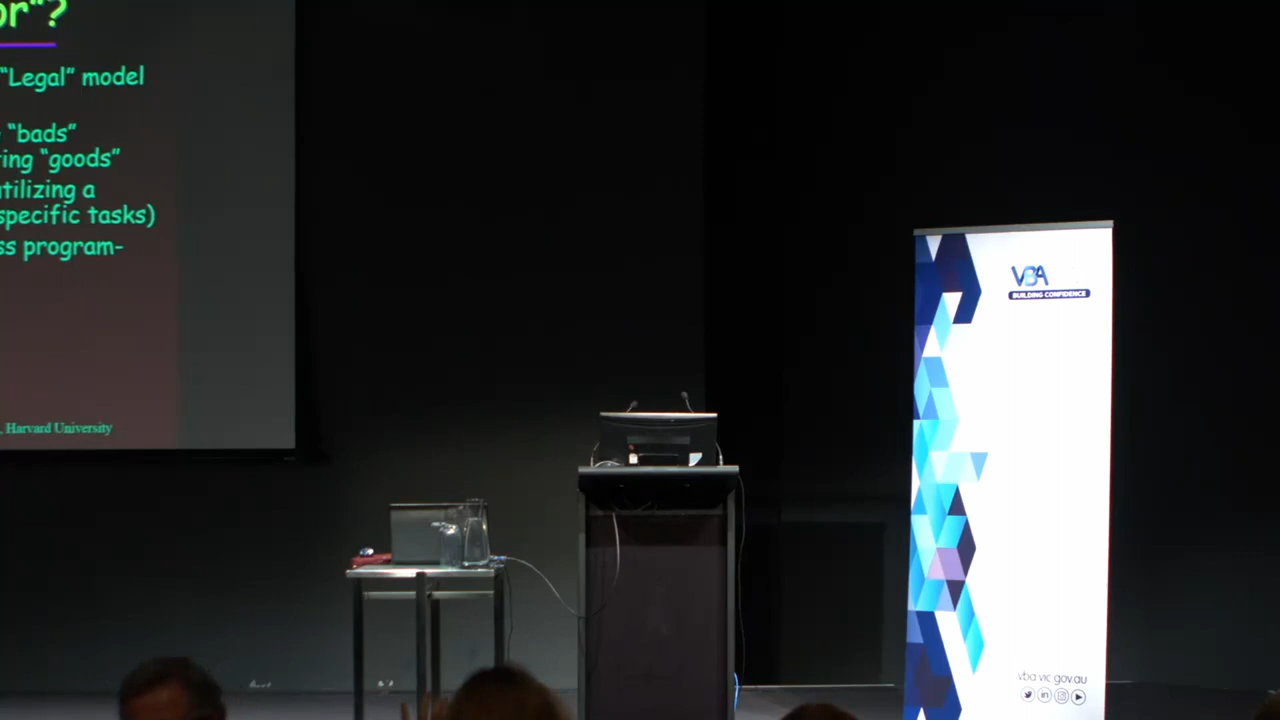 or"?
"Legal" model
"bads"
ing "goods"
utilizing a
specific tasks)
ss program-
, Harvard University
VBA
BUILDING CONFIDENCE
vba.vic.gov.au